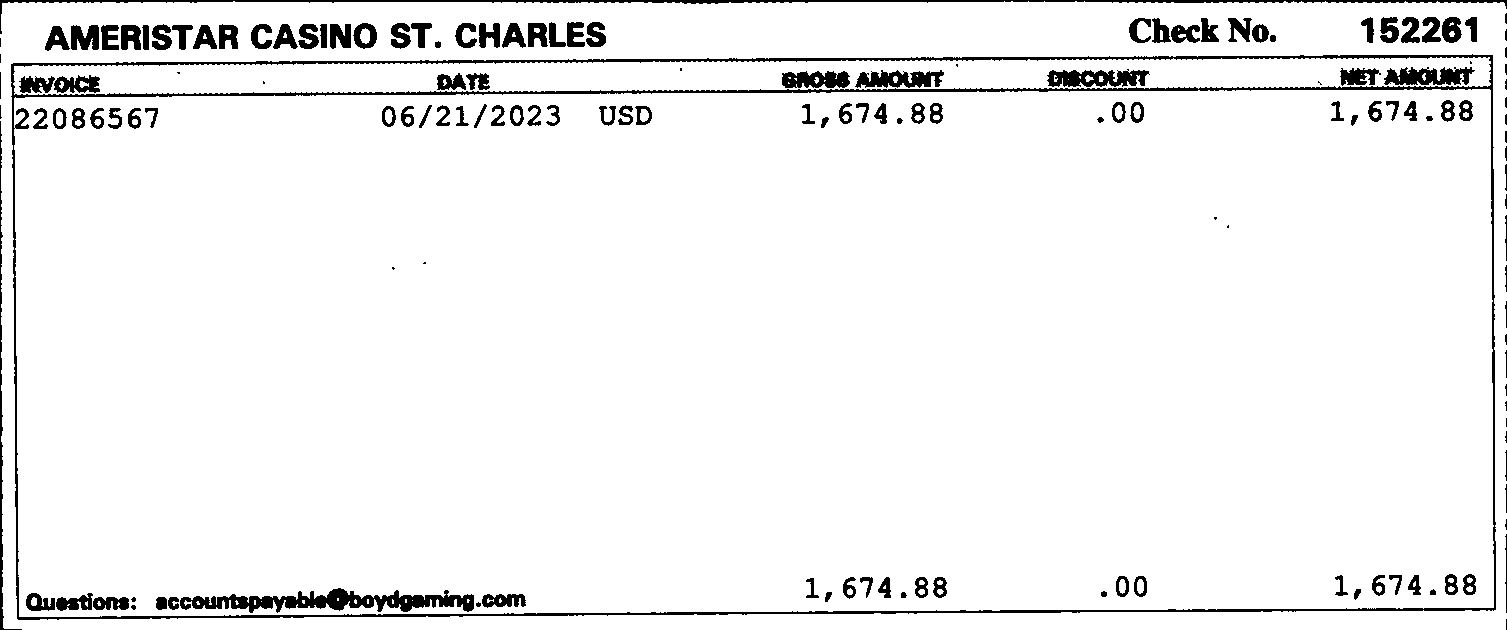 AMERISTAR CASINO ST. CHARLES Check No. 152261
INVOICE DATE GROSS AMOUNT DISCOUNT NET AMOUNT
22086567 06/21/2023 USD 1,674.88 .00 1,674.88
Questions: accountspayable@boydgaming.com 1,674.88 .00 1,674.88